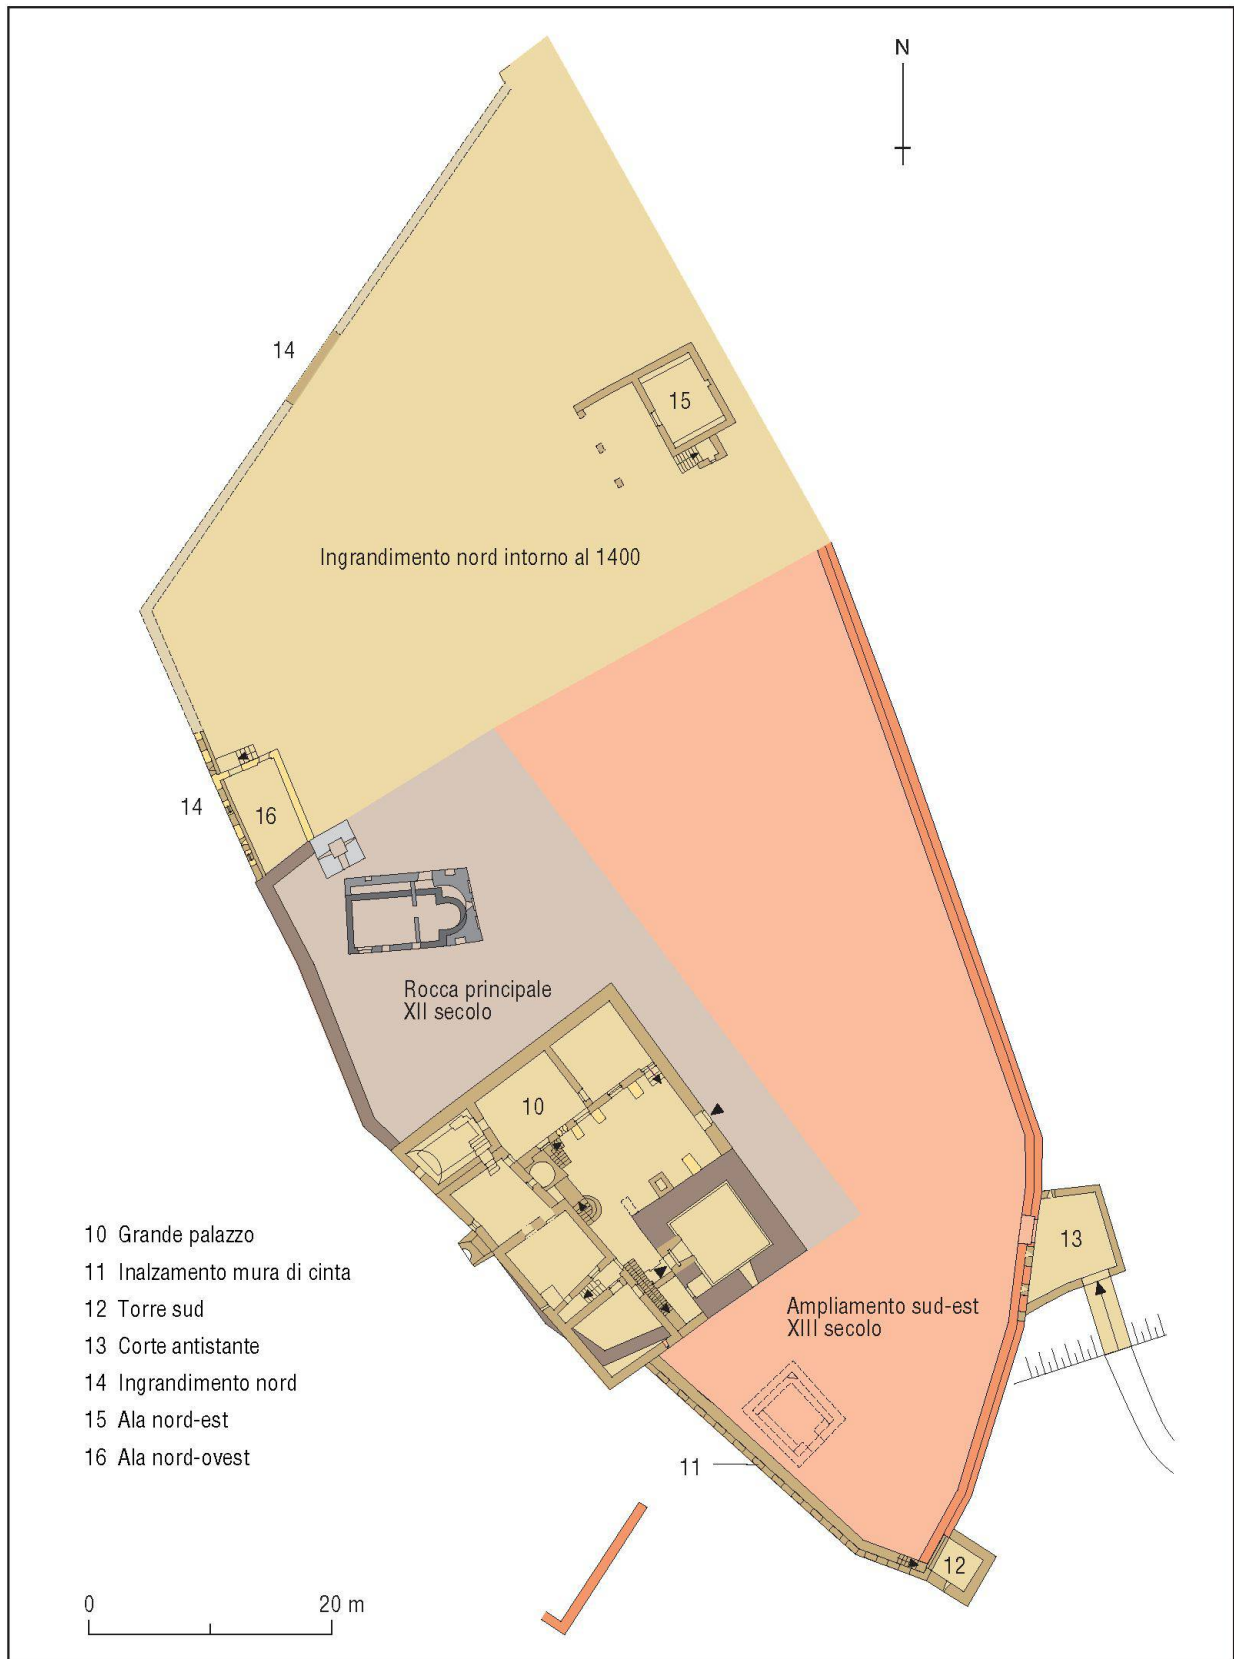 N
14
15
Ingrandimento nord intorno al 1400
14
16
Rocca principale
XII secolo
10
13
Ampliamento sud-est
XIII secolo
11
12
10 Grande palazzo
11 Inalzamento mura di cinta
12 Torre sud
13 Corte antistante
14 Ingrandimento nord
15 Ala nord-est
16 Ala nord-ovest
0 20 m